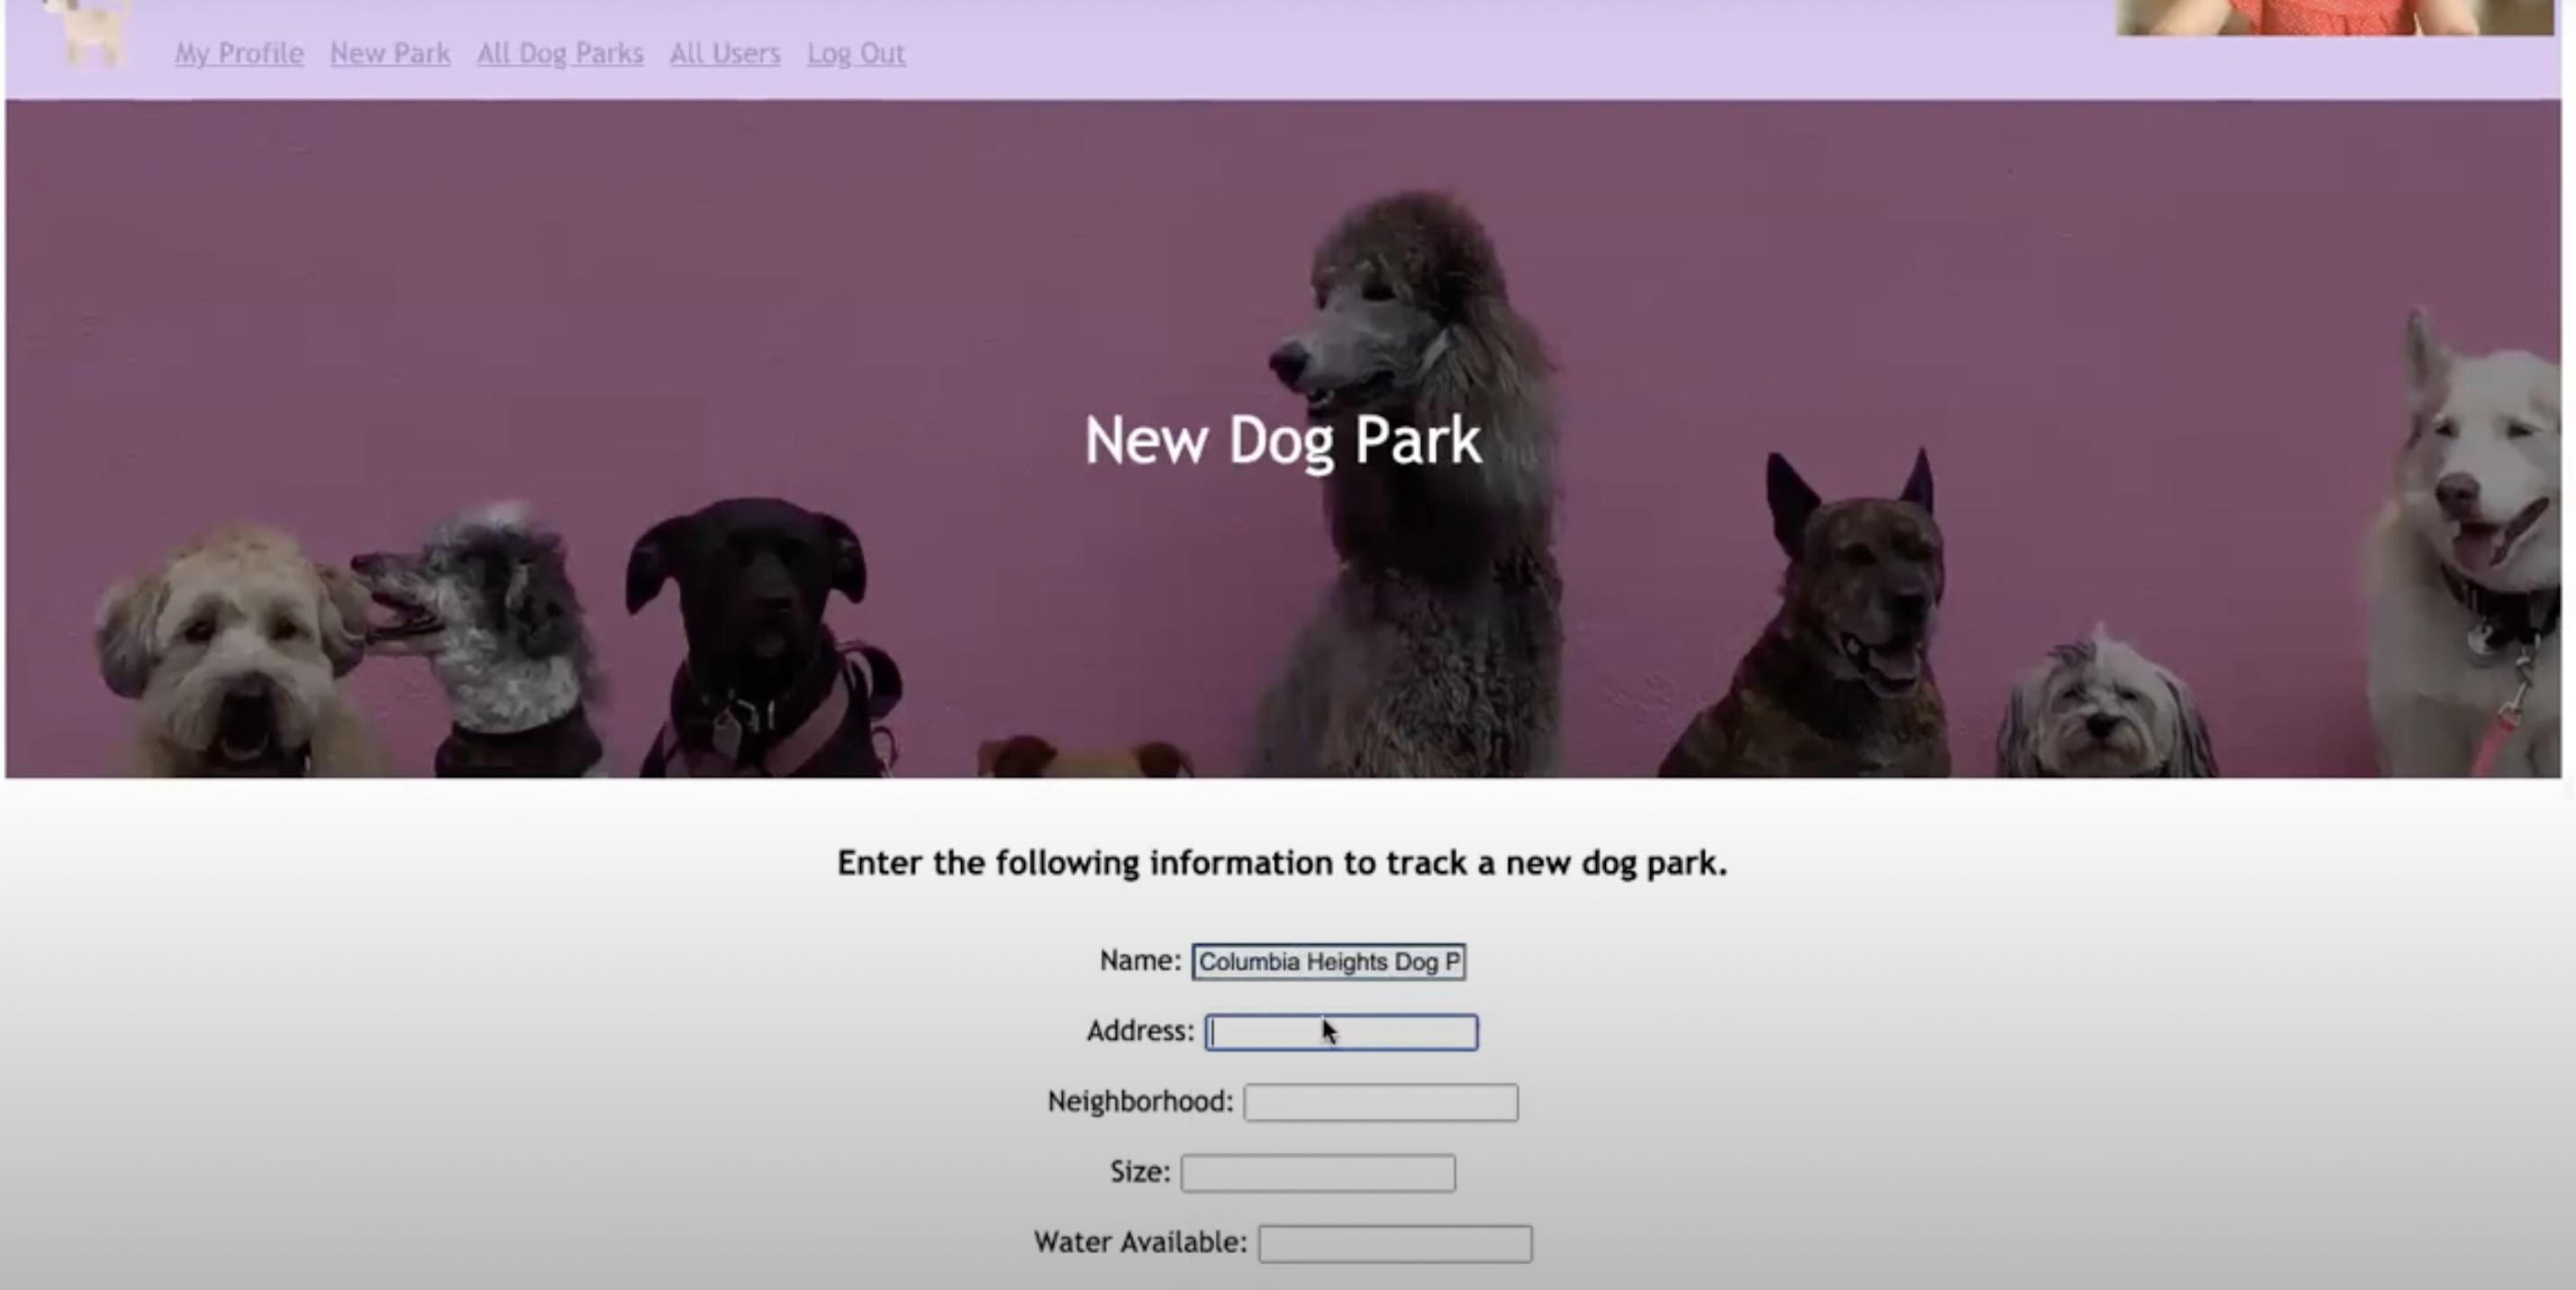 My Profile New Park All Dog Parks All Users Log Out
New Dog Park
Enter the following information to track a new dog park.
Name: Columbia Heights Dog P
Address:
Neighborhood:
Size:
Water Available: